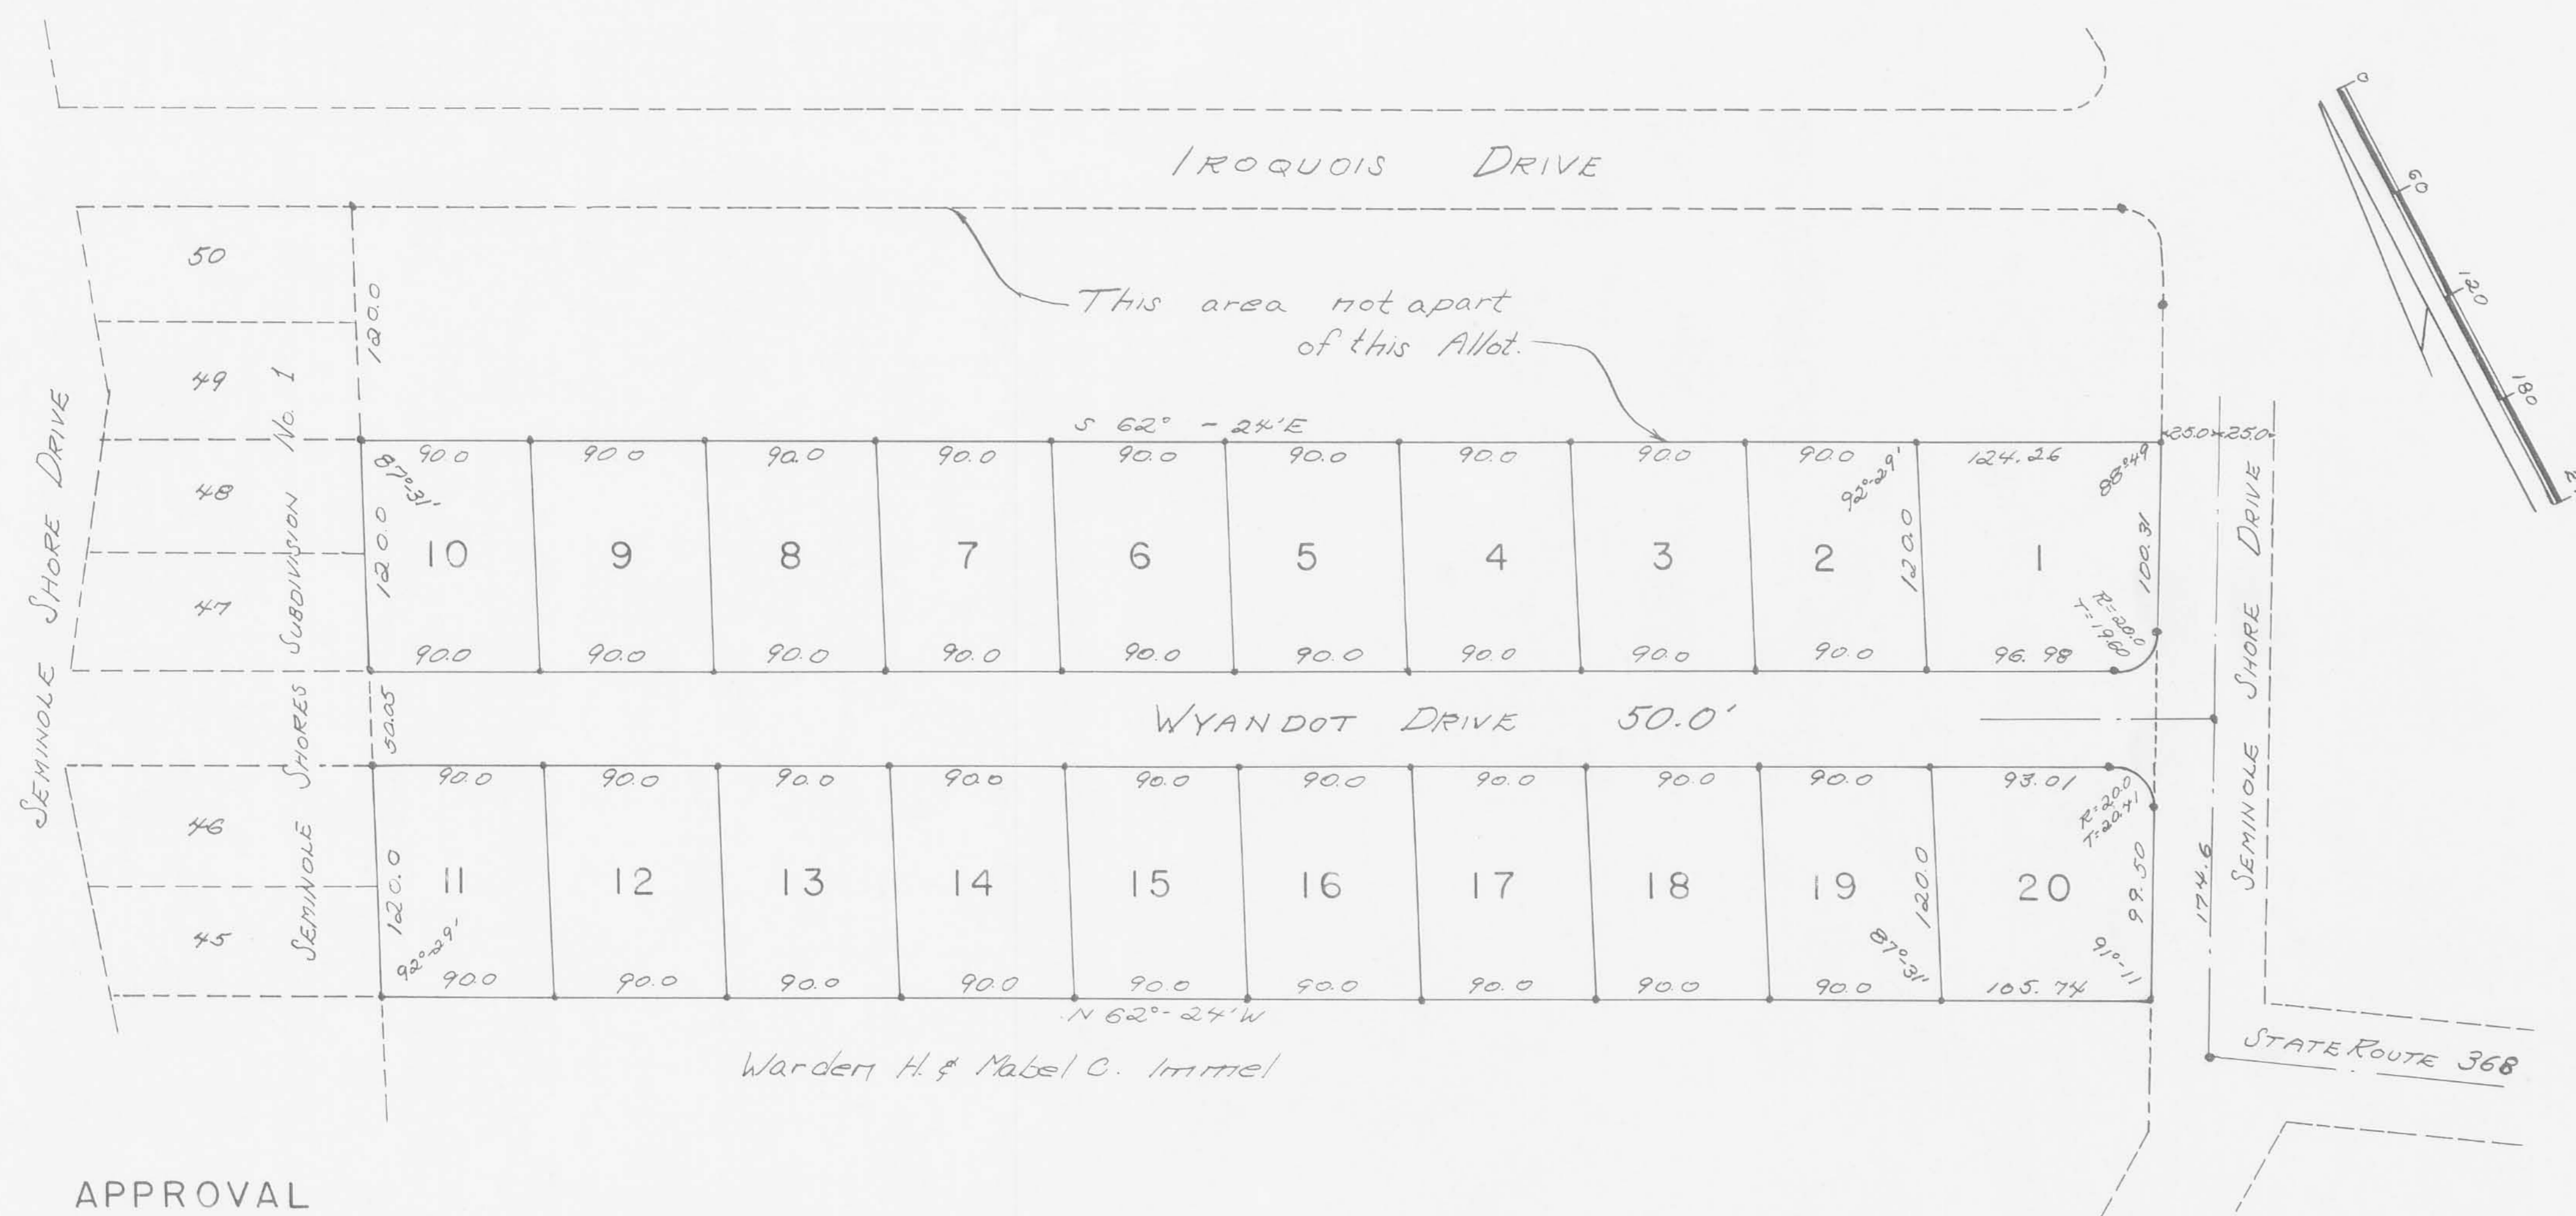 IROQUOIS DRIVE
0
60
120
180
50
120.0
This area not apart
of this Allot.
49
SEMINOLE SHORE DRIVE
SEMINOLE SHORES SUBDIVISION No. 1
S 62° - 24'E
25.0 25.0
90.0 90.0 90.0 90.0 90.0 90.0 90.0 90.0 90.0 124.26
87°-31'
92°-29'
88°-49
48
120.0
10 9 8 7 6 5 4 3 2 1
120.0
100.31
47
R=20.0
T=19.60
90.0 90.0 90.0 90.0 90.0 90.0 90.0 90.0 90.0 96.98
SEMINOLE SHORE DRIVE
50.05
WYANDOT DRIVE 50.0'
90.0 90.0 90.0 90.0 90.0 90.0 90.0 90.0 90.0 93.01
R=20.0
T=20.41
46
120.0
11 12 13 14 15 16 17 18 19 20
120.0
99.50
174.6
45
92°-29'
87°-31'
91°-11
90.0 90.0 90.0 90.0 90.0 90.0 90.0 90.0 90.0 105.74
N 62°-24'W
STATE ROUTE 368
Warden H. & Mabel C. Immel
APPROVAL